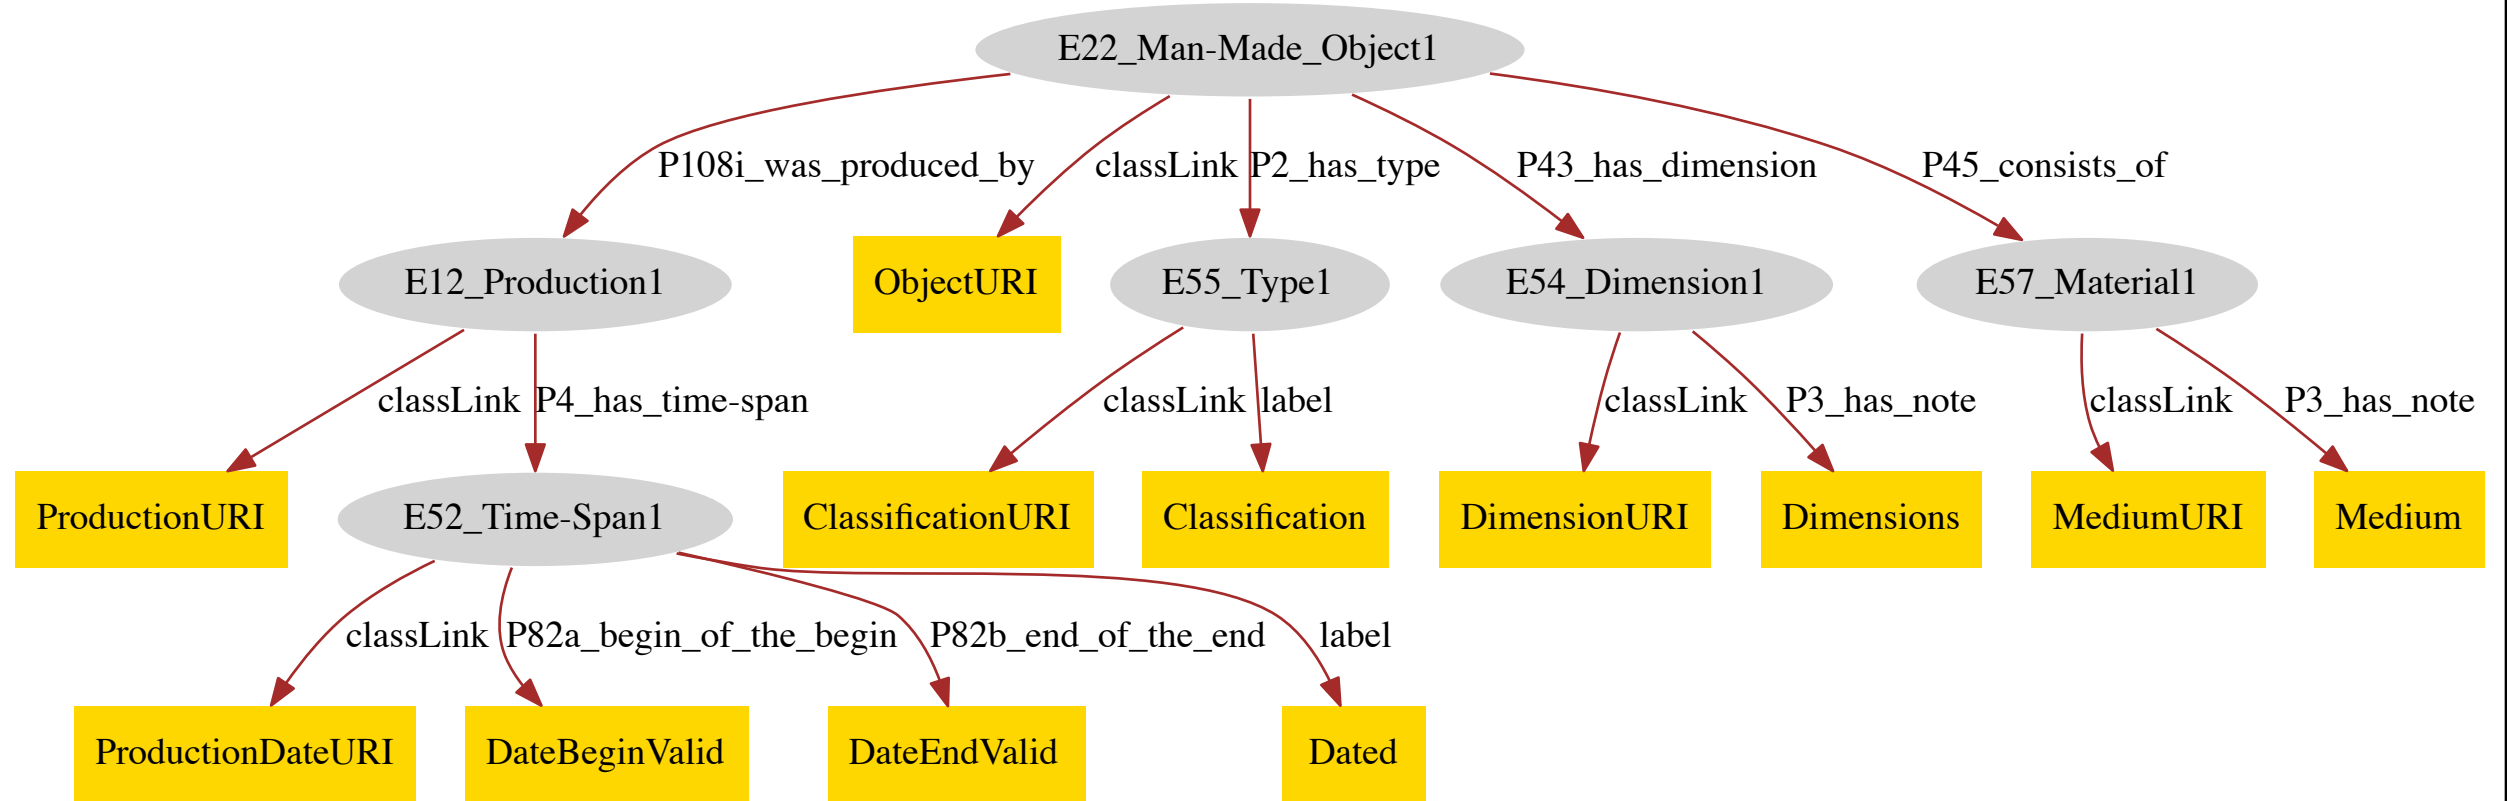 E22_Man-Made_Object1
P108i_was_produced_by
classLink
P2_has_type
P43_has_dimension
P45_consists_of
E12_Production1
ObjectURI
E55_Type1
E54_Dimension1
E57_Material1
classLink
P4_has_time-span
classLink
label
classLink
P3_has_note
classLink
P3_has_note
ProductionURI
E52_Time-Span1
ClassificationURI
Classification
DimensionURI
Dimensions
MediumURI
Medium
classLink
P82a_begin_of_the_begin
P82b_end_of_the_end
label
ProductionDateURI
DateBeginValid
DateEndValid
Dated